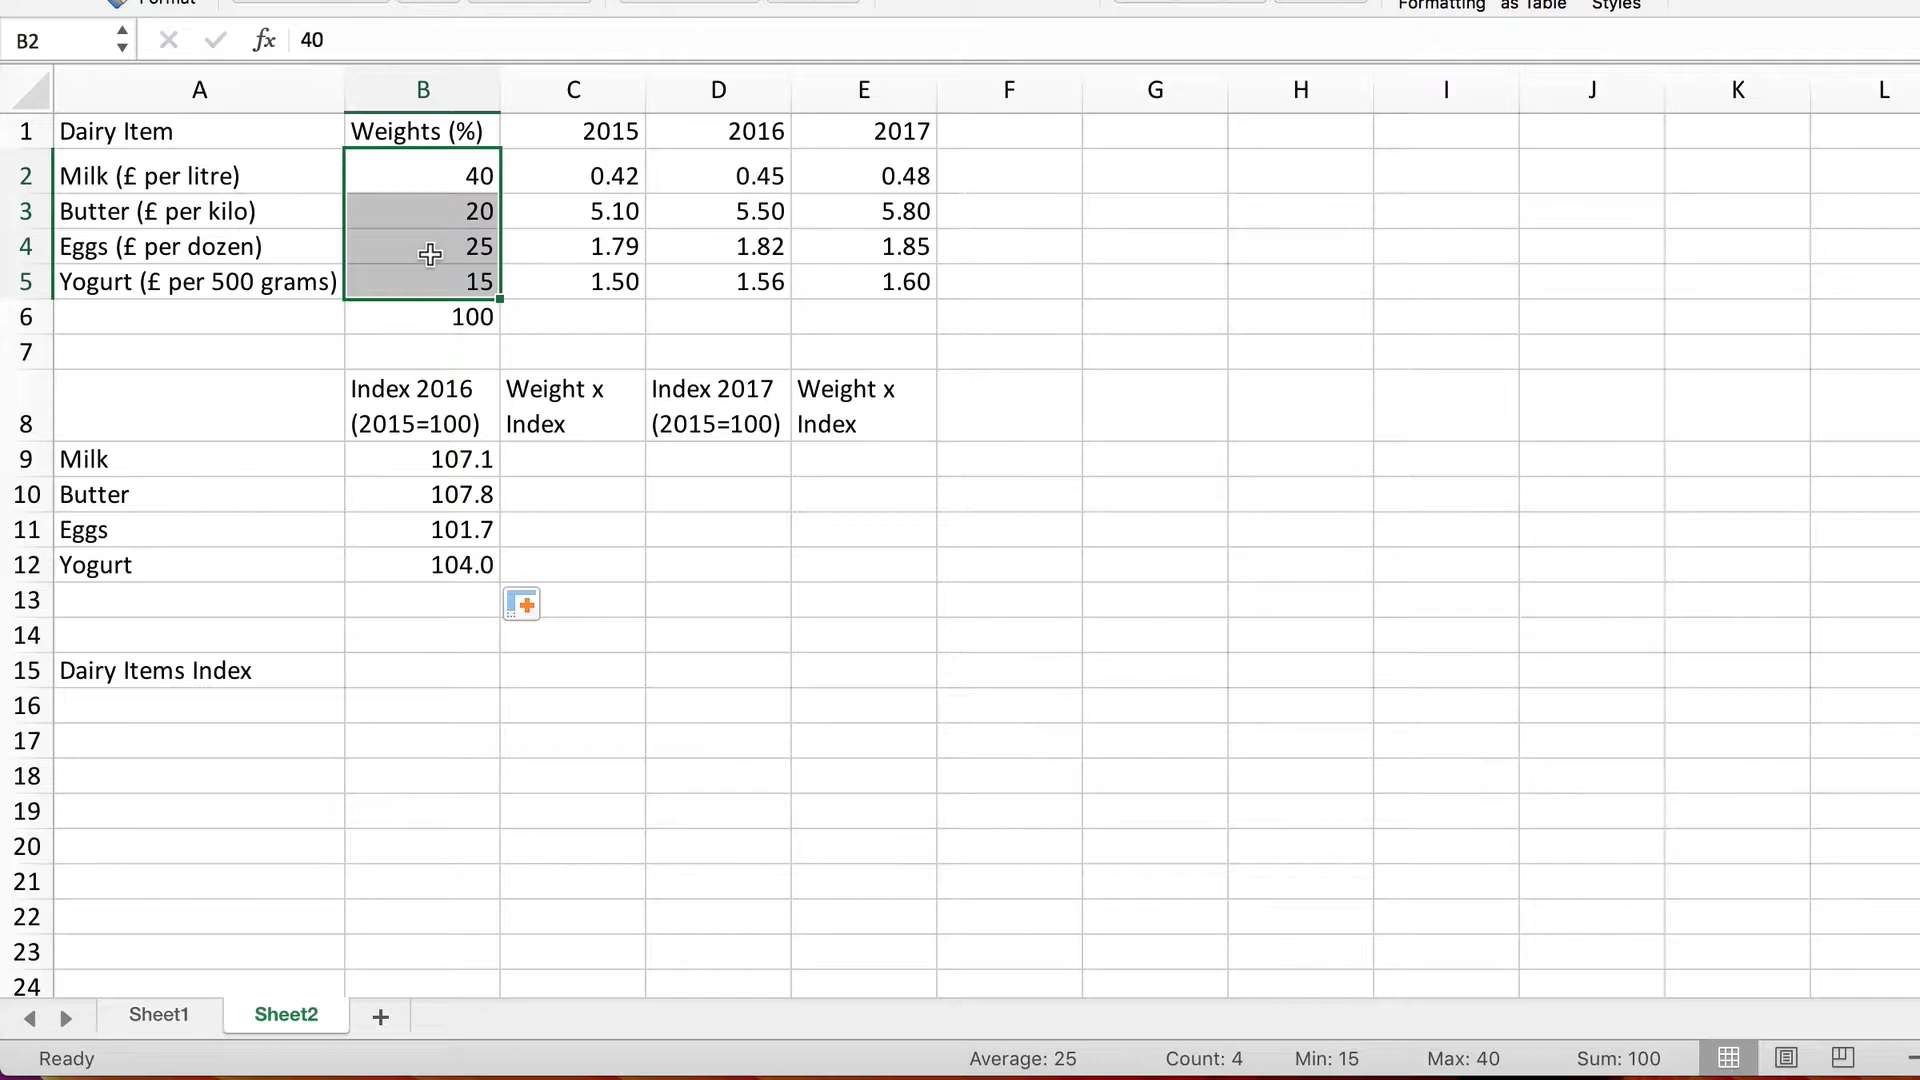 Format
Formatting as Table Styles
B2 fx 40
A B C D E F G H I J K L
1 Dairy Item Weights (%) 2015 2016 2017
2 Milk (£ per litre) 40 0.42 0.45 0.48
3 Butter (£ per kilo) 20 5.10 5.50 5.80
4 Eggs (£ per dozen) 25 1.79 1.82 1.85
5 Yogurt (£ per 500 grams) 15 1.50 1.56 1.60
6 100
7
Index 2016 Weight x Index 2017 Weight x
8 (2015=100) Index (2015=100) Index
9 Milk 107.1
10 Butter 107.8
11 Eggs 101.7
12 Yogurt 104.0
13
14
15 Dairy Items Index
16
17
18
19
20
21
22
23
24
Sheet1 Sheet2 +
Ready Average: 25 Count: 4 Min: 15 Max: 40 Sum: 100